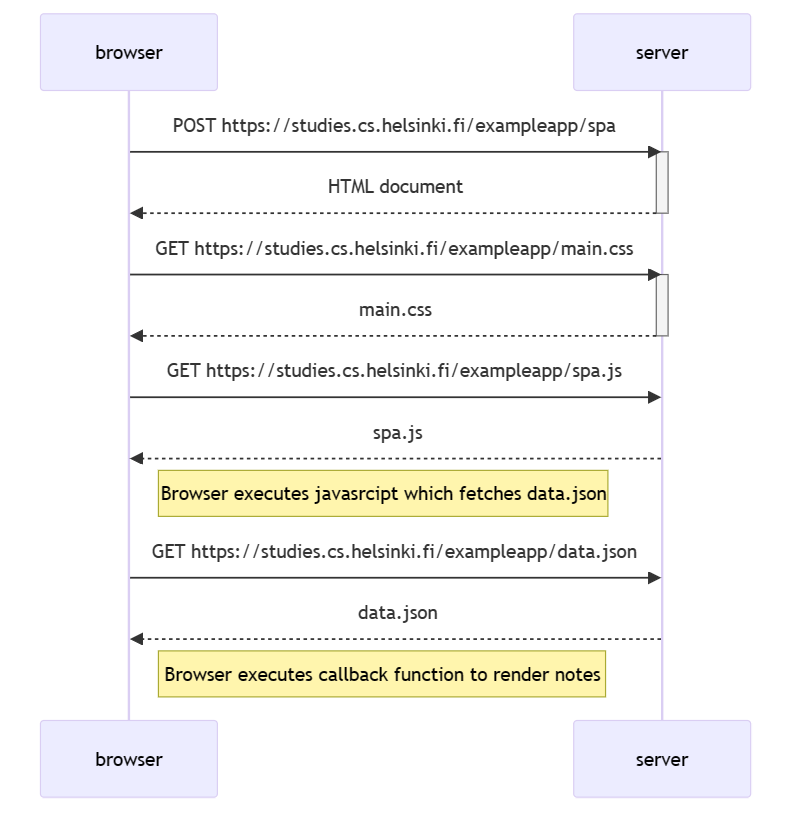 browser
server
POST https://studies.cs.helsinki.fi/exampleapp/spa
HTML document
GET https://studies.cs.helsinki.fi/exampleapp/main.css
main.css
GET https://studies.cs.helsinki.fi/exampleapp/spa.js
spa.js
Browser executes javasrcipt which fetches data.json
GET https://studies.cs.helsinki.fi/exampleapp/data.json
data.json
Browser executes callback function to render notes
browser
server